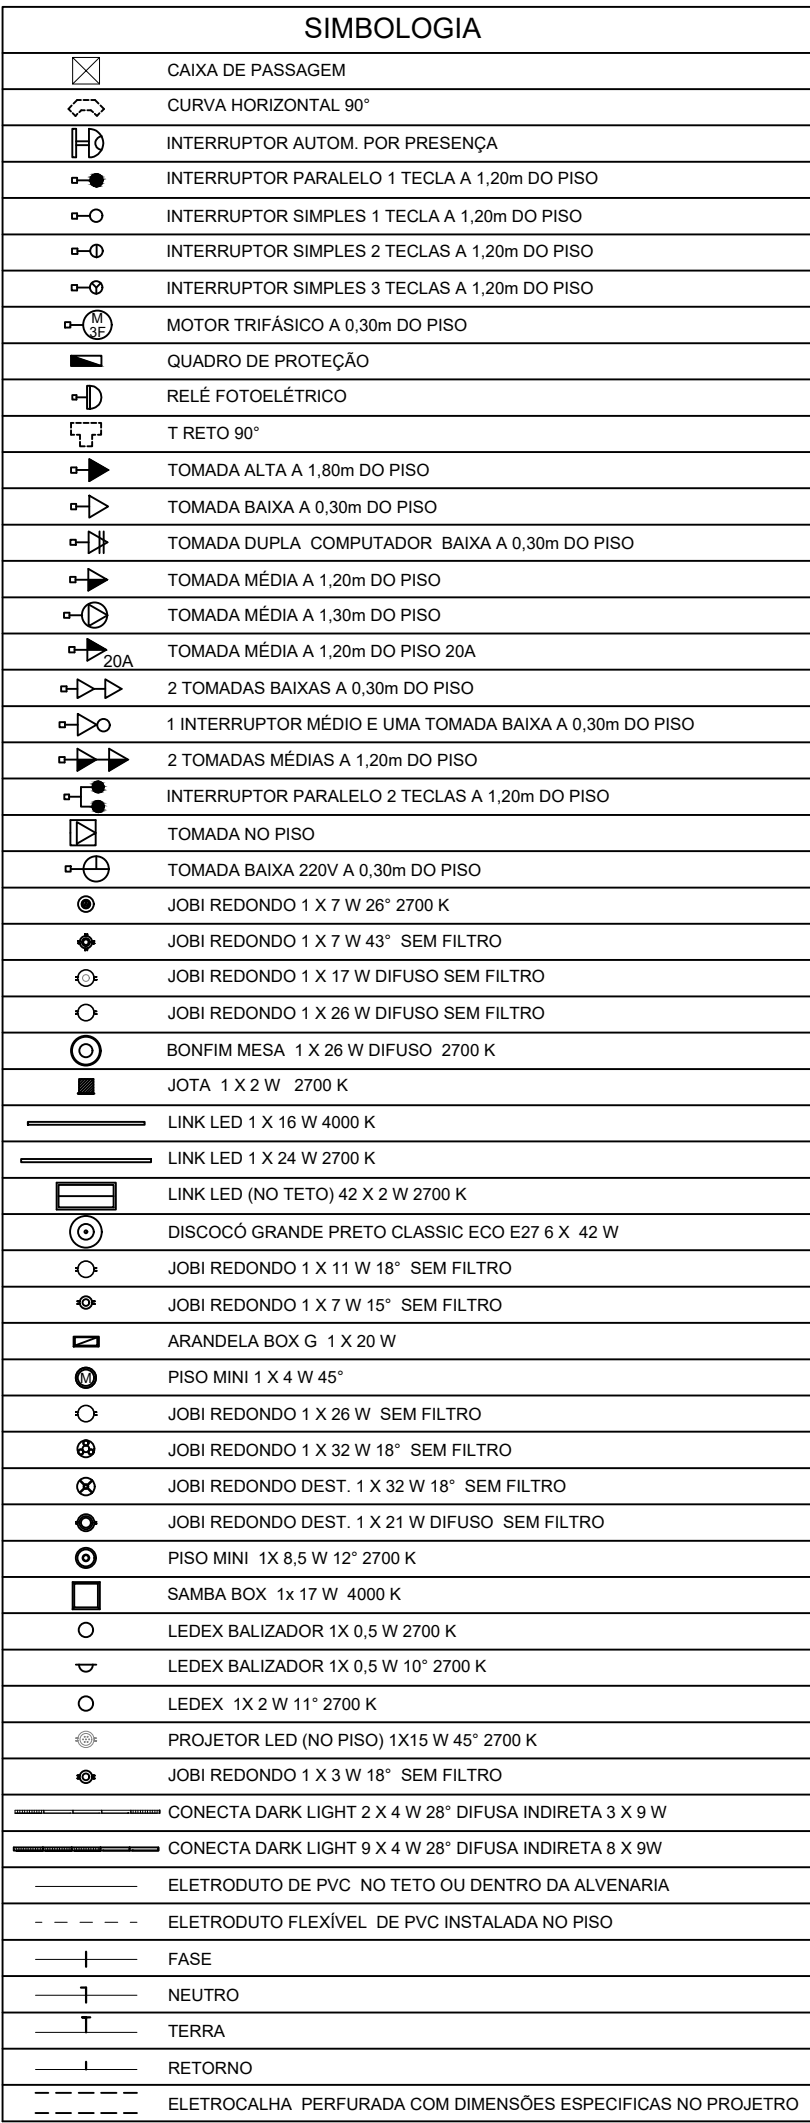 SIMBOLOGIA
CAIXA DE PASSAGEM
CURVA HORIZONTAL 90°
INTERRUPTOR AUTOM. POR PRESENÇA
INTERRUPTOR PARALELO 1 TECLA A 1,20m DO PISO
INTERRUPTOR SIMPLES 1 TECLA A 1,20m DO PISO
INTERRUPTOR SIMPLES 2 TECLAS A 1,20m DO PISO
INTERRUPTOR SIMPLES 3 TECLAS A 1,20m DO PISO
M
3F
MOTOR TRIFÁSICO A 0,30m DO PISO
QUADRO DE PROTEÇÃO
RELÉ FOTOELÉTRICO
T RETO 90°
TOMADA ALTA A 1,80m DO PISO
TOMADA BAIXA A 0,30m DO PISO
TOMADA DUPLA COMPUTADOR BAIXA A 0,30m DO PISO
TOMADA MÉDIA A 1,20m DO PISO
TOMADA MÉDIA A 1,30m DO PISO
20A TOMADA MÉDIA A 1,20m DO PISO 20A
2 TOMADAS BAIXAS A 0,30m DO PISO
1 INTERRUPTOR MÉDIO E UMA TOMADA BAIXA A 0,30m DO PISO
2 TOMADAS MÉDIAS A 1,20m DO PISO
INTERRUPTOR PARALELO 2 TECLAS A 1,20m DO PISO
TOMADA NO PISO
TOMADA BAIXA 220V A 0,30m DO PISO
JOBI REDONDO 1 X 7 W 26° 2700 K
JOBI REDONDO 1 X 7 W 43° SEM FILTRO
JOBI REDONDO 1 X 17 W DIFUSO SEM FILTRO
JOBI REDONDO 1 X 26 W DIFUSO SEM FILTRO
BONFIM MESA 1 X 26 W DIFUSO 2700 K
JOTA 1 X 2 W 2700 K
LINK LED 1 X 16 W 4000 K
LINK LED 1 X 24 W 2700 K
LINK LED (NO TETO) 42 X 2 W 2700 K
DISCOCÓ GRANDE PRETO CLASSIC ECO E27 6 X 42 W
JOBI REDONDO 1 X 11 W 18° SEM FILTRO
JOBI REDONDO 1 X 7 W 15° SEM FILTRO
ARANDELA BOX G 1 X 20 W
M PISO MINI 1 X 4 W 45°
JOBI REDONDO 1 X 26 W SEM FILTRO
JOBI REDONDO 1 X 32 W 18° SEM FILTRO
JOBI REDONDO DEST. 1 X 32 W 18° SEM FILTRO
JOBI REDONDO DEST. 1 X 21 W DIFUSO SEM FILTRO
PISO MINI 1X 8,5 W 12° 2700 K
SAMBA BOX 1x 17 W 4000 K
LEDEX BALIZADOR 1X 0,5 W 2700 K
LEDEX BALIZADOR 1X 0,5 W 10° 2700 K
LEDEX 1X 2 W 11° 2700 K
PROJETOR LED (NO PISO) 1X15 W 45° 2700 K
JOBI REDONDO 1 X 3 W 18° SEM FILTRO
CONECTA DARK LIGHT 2 X 4 W 28° DIFUSA INDIRETA 3 X 9 W
CONECTA DARK LIGHT 9 X 4 W 28° DIFUSA INDIRETA 8 X 9W
ELETRODUTO DE PVC NO TETO OU DENTRO DA ALVENARIA
ELETRODUTO FLEXÍVEL DE PVC INSTALADA NO PISO
FASE
NEUTRO
TERRA
RETORNO
ELETROCALHA PERFURADA COM DIMENSÕES ESPECIFICAS NO PROJETRO